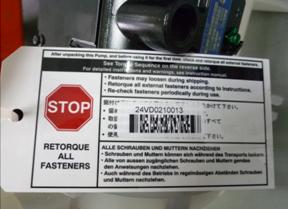 After unpacking this Pump, and before using it for the first time, check and retorque all external fasteners.
See Torque Sequence on the reverse side.
For detailed instructions and warnings, see instruction manual
• Fasteners may loosen during shipping.
• Retorque all external fasteners according to instructions.
• Re-check fasteners periodically during use.
STOP
RETORQUE
ALL
FASTENERS
24VD0210013
ALLE SCHRAUBEN UND MUTTERN NACHZIEHEN
• Schrauben und Muttern können sich während des Transports lockern.
• Alle von aussen zugänglichen Schrauben und Muttern gemäss
den Anweisungen nachziehen.
• Auch während des Betriebs in regelmässigen Abständen Schrauben
und Muttern nachziehen.